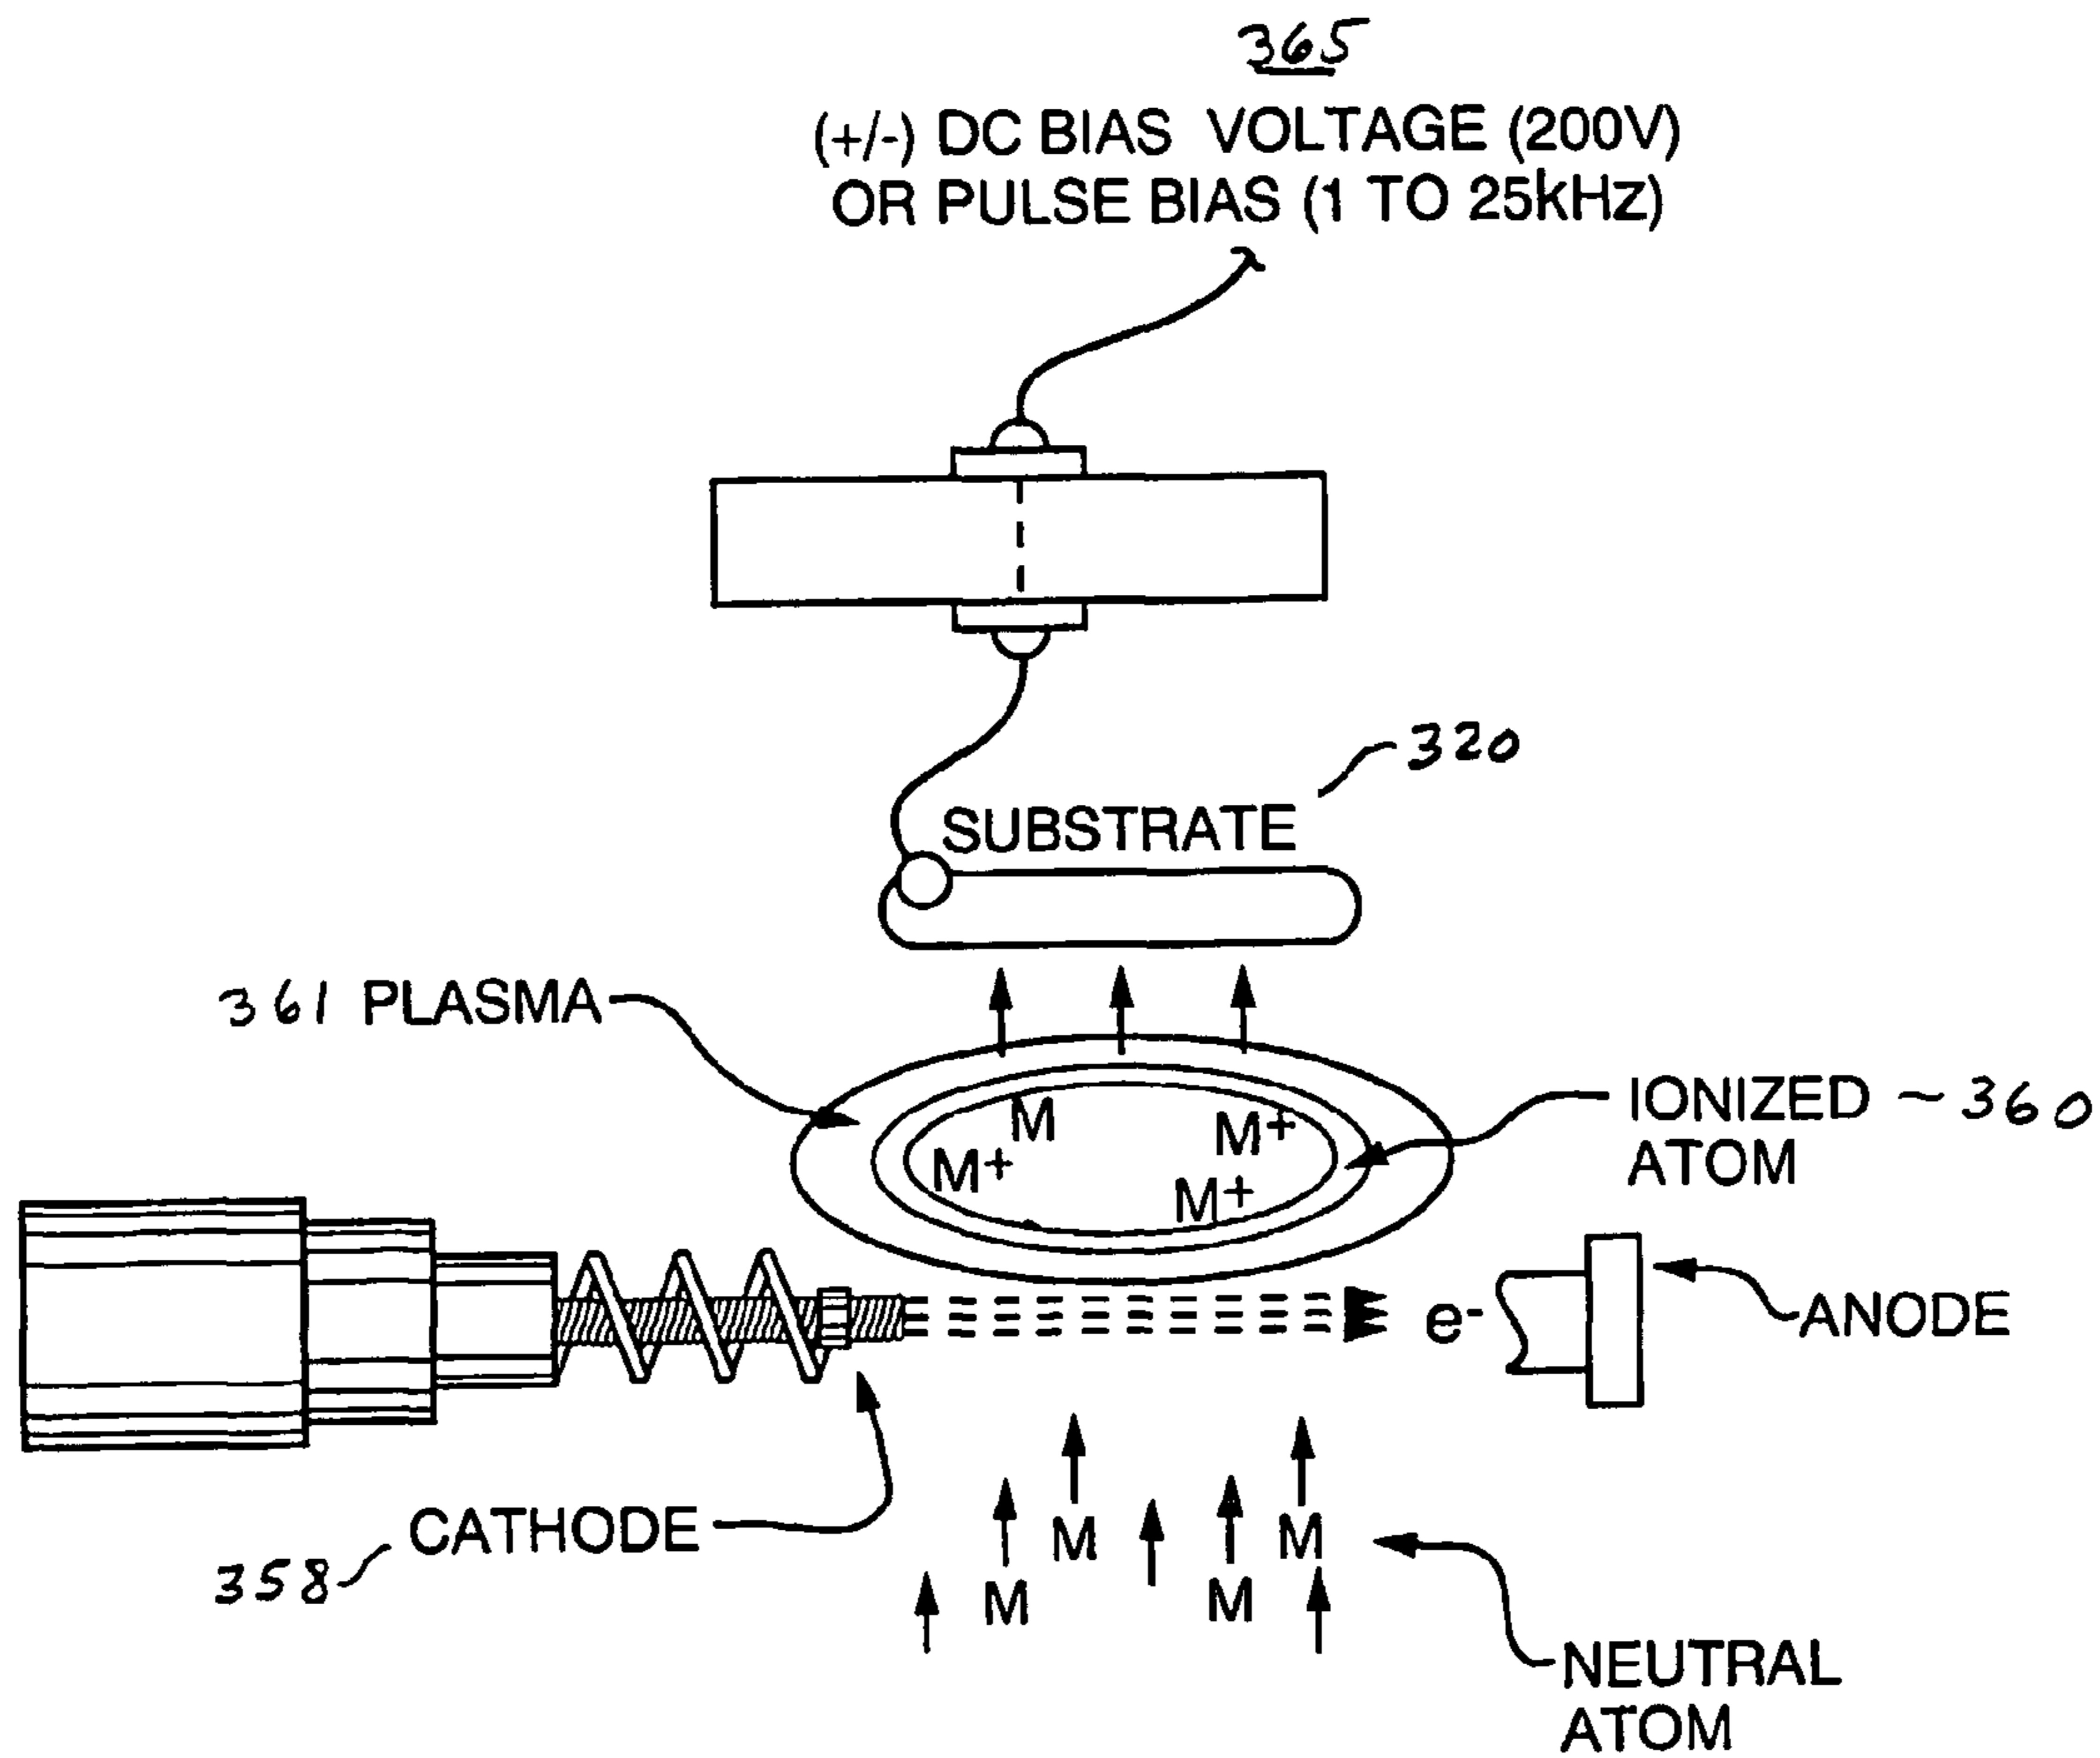 365
(+/-) DC BIAS VOLTAGE (200V)
OR PULSE BIAS (1 TO 25kHz)
320
SUBSTRATE
361 PLASMA
IONIZED ~ 360
ATOM
M
M+
M+
M+
e-
ANODE
CATHODE
358
M
M
M
M
NEUTRAL
ATOM